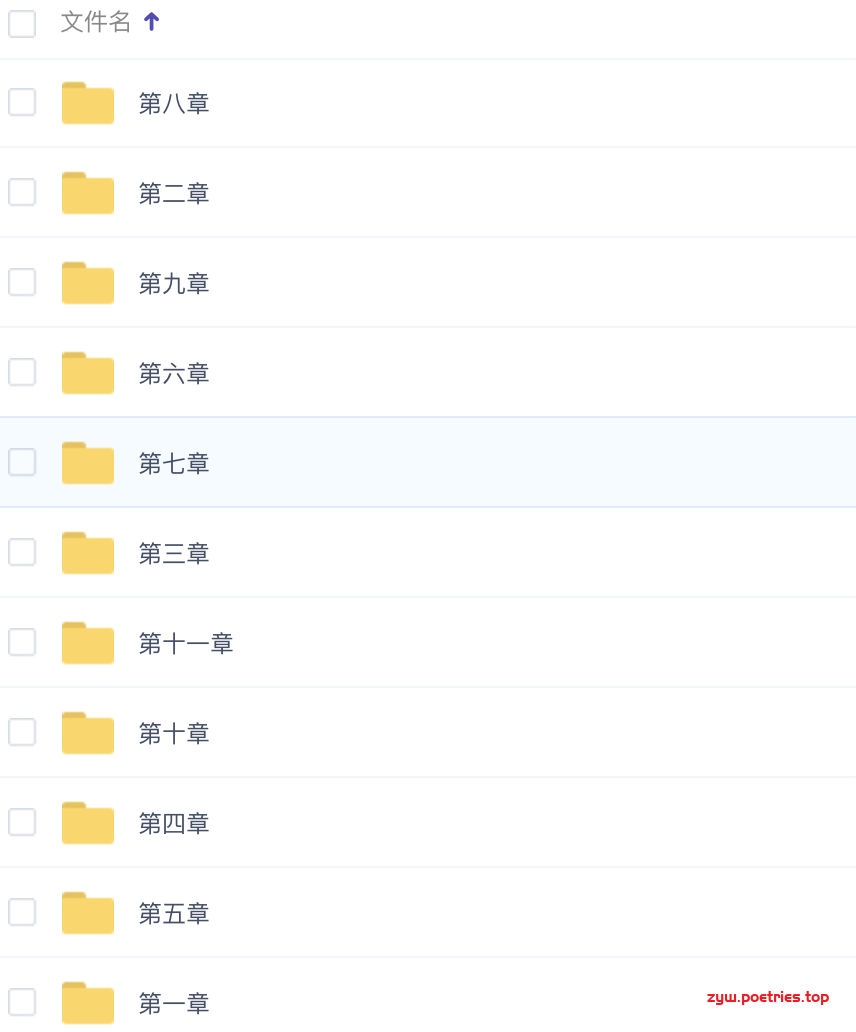 文件名
第八章
第二章
第九章
第六章
第七章
第三章
第十一章
第十章
第四章
第五章
第一章
zyw.poetries.top